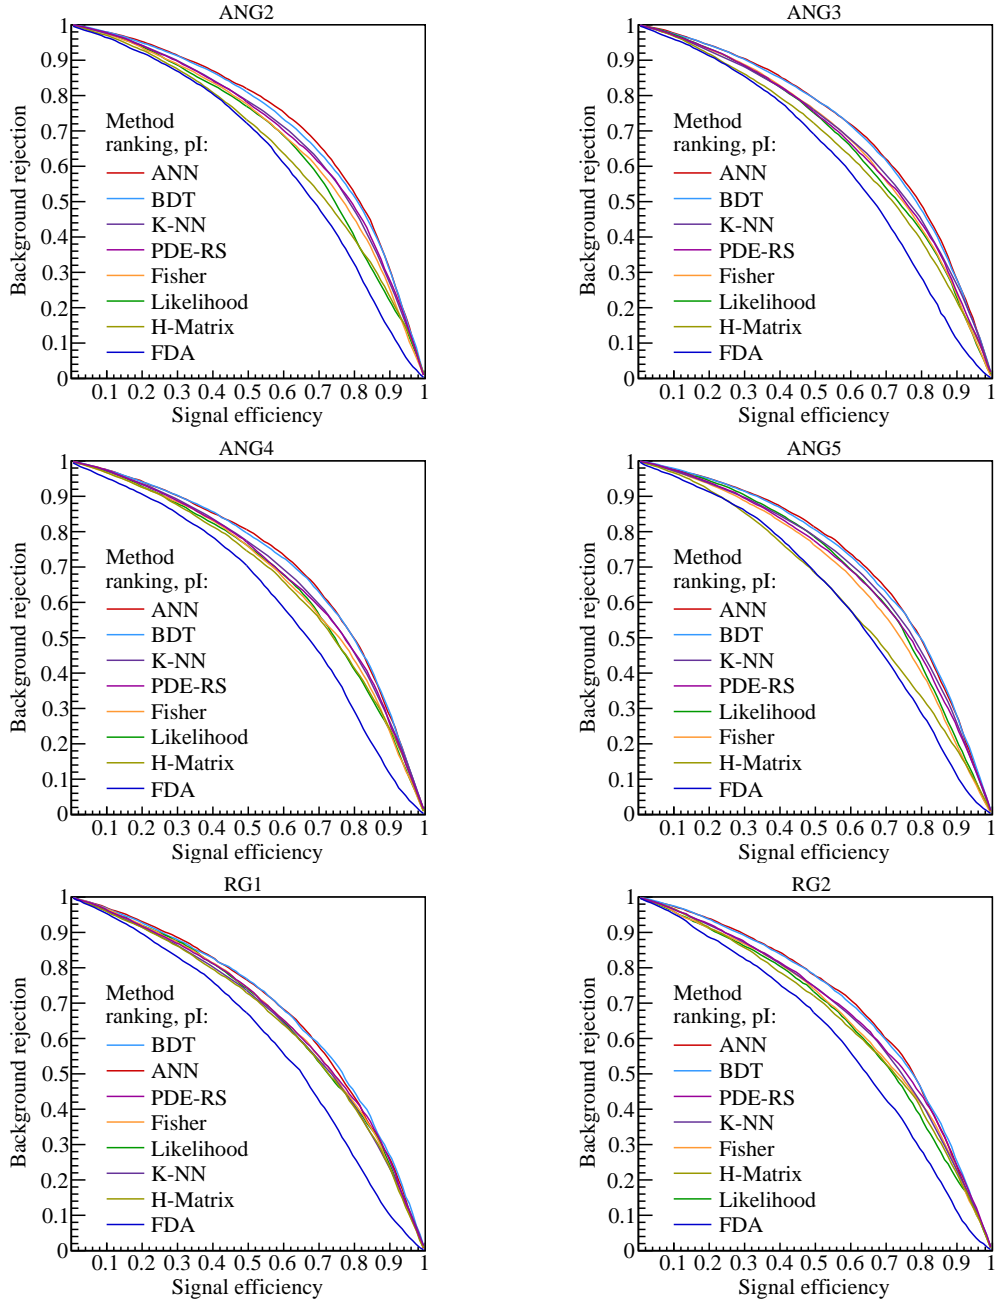 ANG2
Background rejection
1
0.9
0.8
0.7
0.6
0.5
0.4
0.3
0.2
0.1
0
Method
ranking, pI:
ANN
BDT
K-NN
PDE-RS
Fisher
Likelihood
H-Matrix
FDA
0.1 0.2 0.3 0.4 0.5 0.6 0.7 0.8 0.9 1
Signal efficiency
ANG3
Background rejection
1
0.9
0.8
0.7
0.6
0.5
0.4
0.3
0.2
0.1
0
Method
ranking, pI:
ANN
BDT
K-NN
PDE-RS
Fisher
Likelihood
H-Matrix
FDA
0.1 0.2 0.3 0.4 0.5 0.6 0.7 0.8 0.9 1
Signal efficiency
ANG4
Background rejection
1
0.9
0.8
0.7
0.6
0.5
0.4
0.3
0.2
0.1
0
Method
ranking, pI:
ANN
BDT
K-NN
PDE-RS
Fisher
Likelihood
H-Matrix
FDA
0.1 0.2 0.3 0.4 0.5 0.6 0.7 0.8 0.9 1
Signal efficiency
ANG5
Background rejection
1
0.9
0.8
0.7
0.6
0.5
0.4
0.3
0.2
0.1
0
Method
ranking, pI:
ANN
BDT
K-NN
PDE-RS
Likelihood
Fisher
H-Matrix
FDA
0.1 0.2 0.3 0.4 0.5 0.6 0.7 0.8 0.9 1
Signal efficiency
RG1
Background rejection
1
0.9
0.8
0.7
0.6
0.5
0.4
0.3
0.2
0.1
0
Method
ranking, pI:
BDT
ANN
PDE-RS
Fisher
Likelihood
K-NN
H-Matrix
FDA
0.1 0.2 0.3 0.4 0.5 0.6 0.7 0.8 0.9 1
Signal efficiency
RG2
Background rejection
1
0.9
0.8
0.7
0.6
0.5
0.4
0.3
0.2
0.1
0
Method
ranking, pI:
ANN
BDT
PDE-RS
K-NN
Fisher
H-Matrix
Likelihood
FDA
0.1 0.2 0.3 0.4 0.5 0.6 0.7 0.8 0.9 1
Signal efficiency